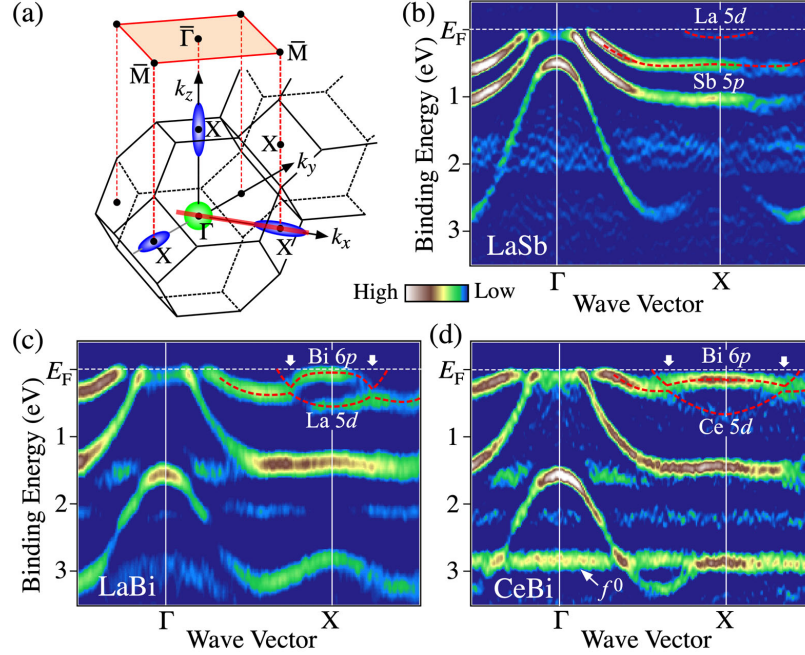 (a)
Γ̄
M̄
M̄
k_z
X
X
k_y
Γ
X
X
k_x
High Low
(b)
La 5d
E_F
Sb 5p
1
2
3
Binding Energy (eV)
LaSb
Γ X
Wave Vector
(c)
Bi 6p
E_F
La 5d
1
2
3
Binding Energy (eV)
LaBi
Γ X
Wave Vector
(d)
Bi 6p
E_F
Ce 5d
1
2
3
f⁰
CeBi
Γ X
Wave Vector